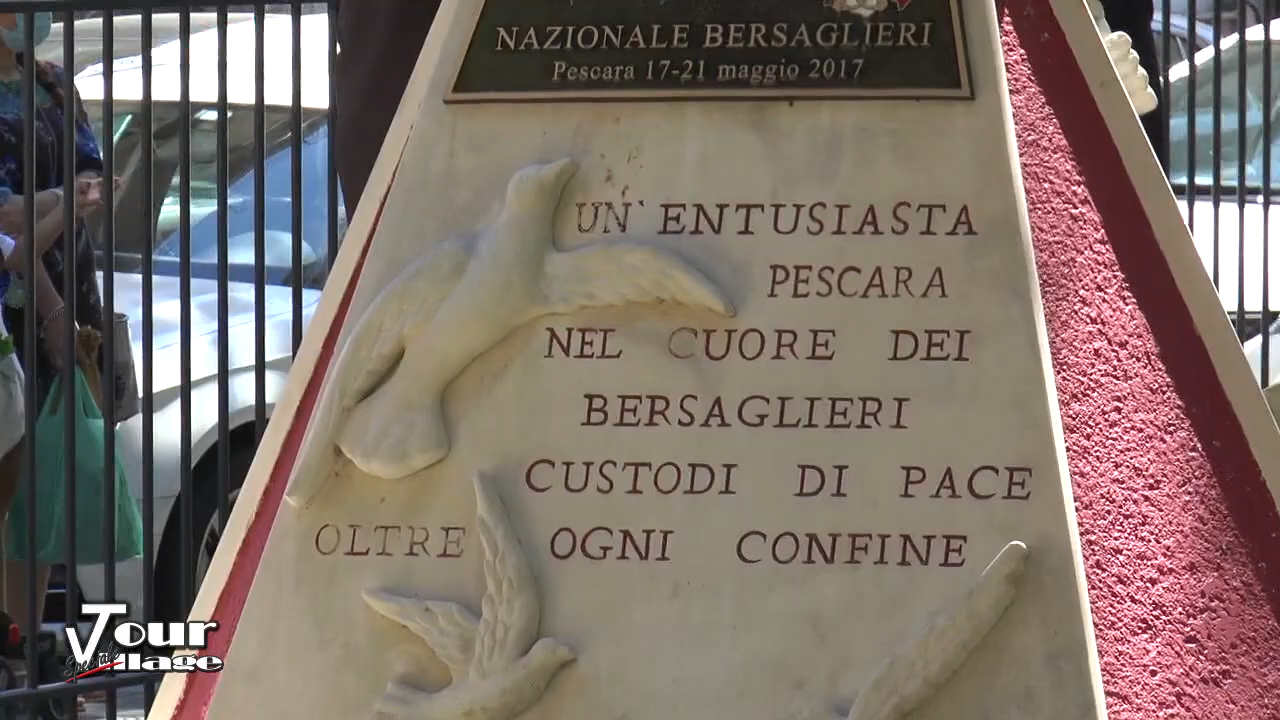 NAZIONALE BERSAGLIERI
Pescara 17-21 maggio 2017
UN' ENTUSIASTA
PESCARA
NEL CUORE DEI
BERSAGLIERI
CUSTODI DI PACE
OLTRE OGNI CONFINE
Tour
Speciale Village